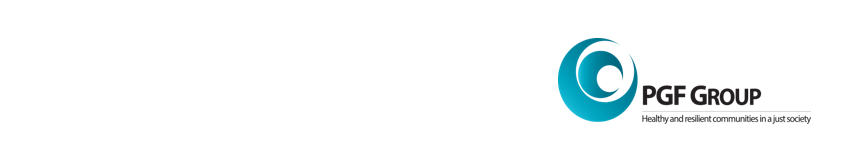 PGF GROUP
Healthy and resilient communities in a just society